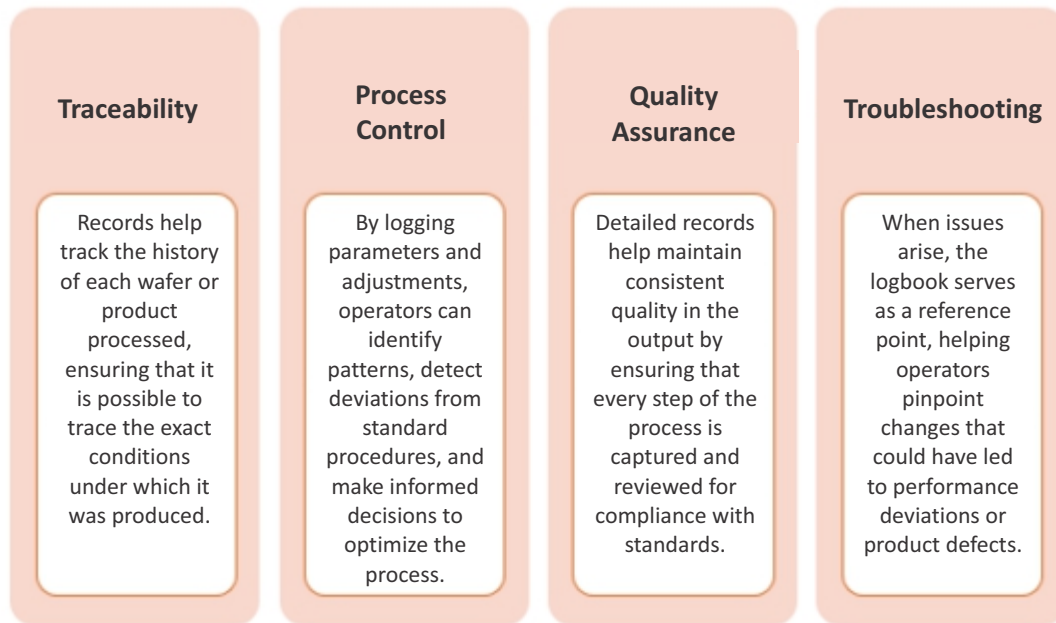 Traceability
Records help
track the history
of each wafer or
product
processed,
ensuring that it
is possible to
trace the exact
conditions
under which it
was produced.
Process
Control
By logging
parameters and
adjustments,
operators can
identify
patterns, detect
deviations from
standard
procedures, and
make informed
decisions to
optimize the
process.
Quality
Assurance
Detailed records
help maintain
consistent
quality in the
output by
ensuring that
every step of the
process is
captured and
reviewed for
compliance with
standards.
Troubleshooting
When issues
arise, the
logbook serves
as a reference
point, helping
operators
pinpoint
changes that
could have led
to performance
deviations or
product defects.